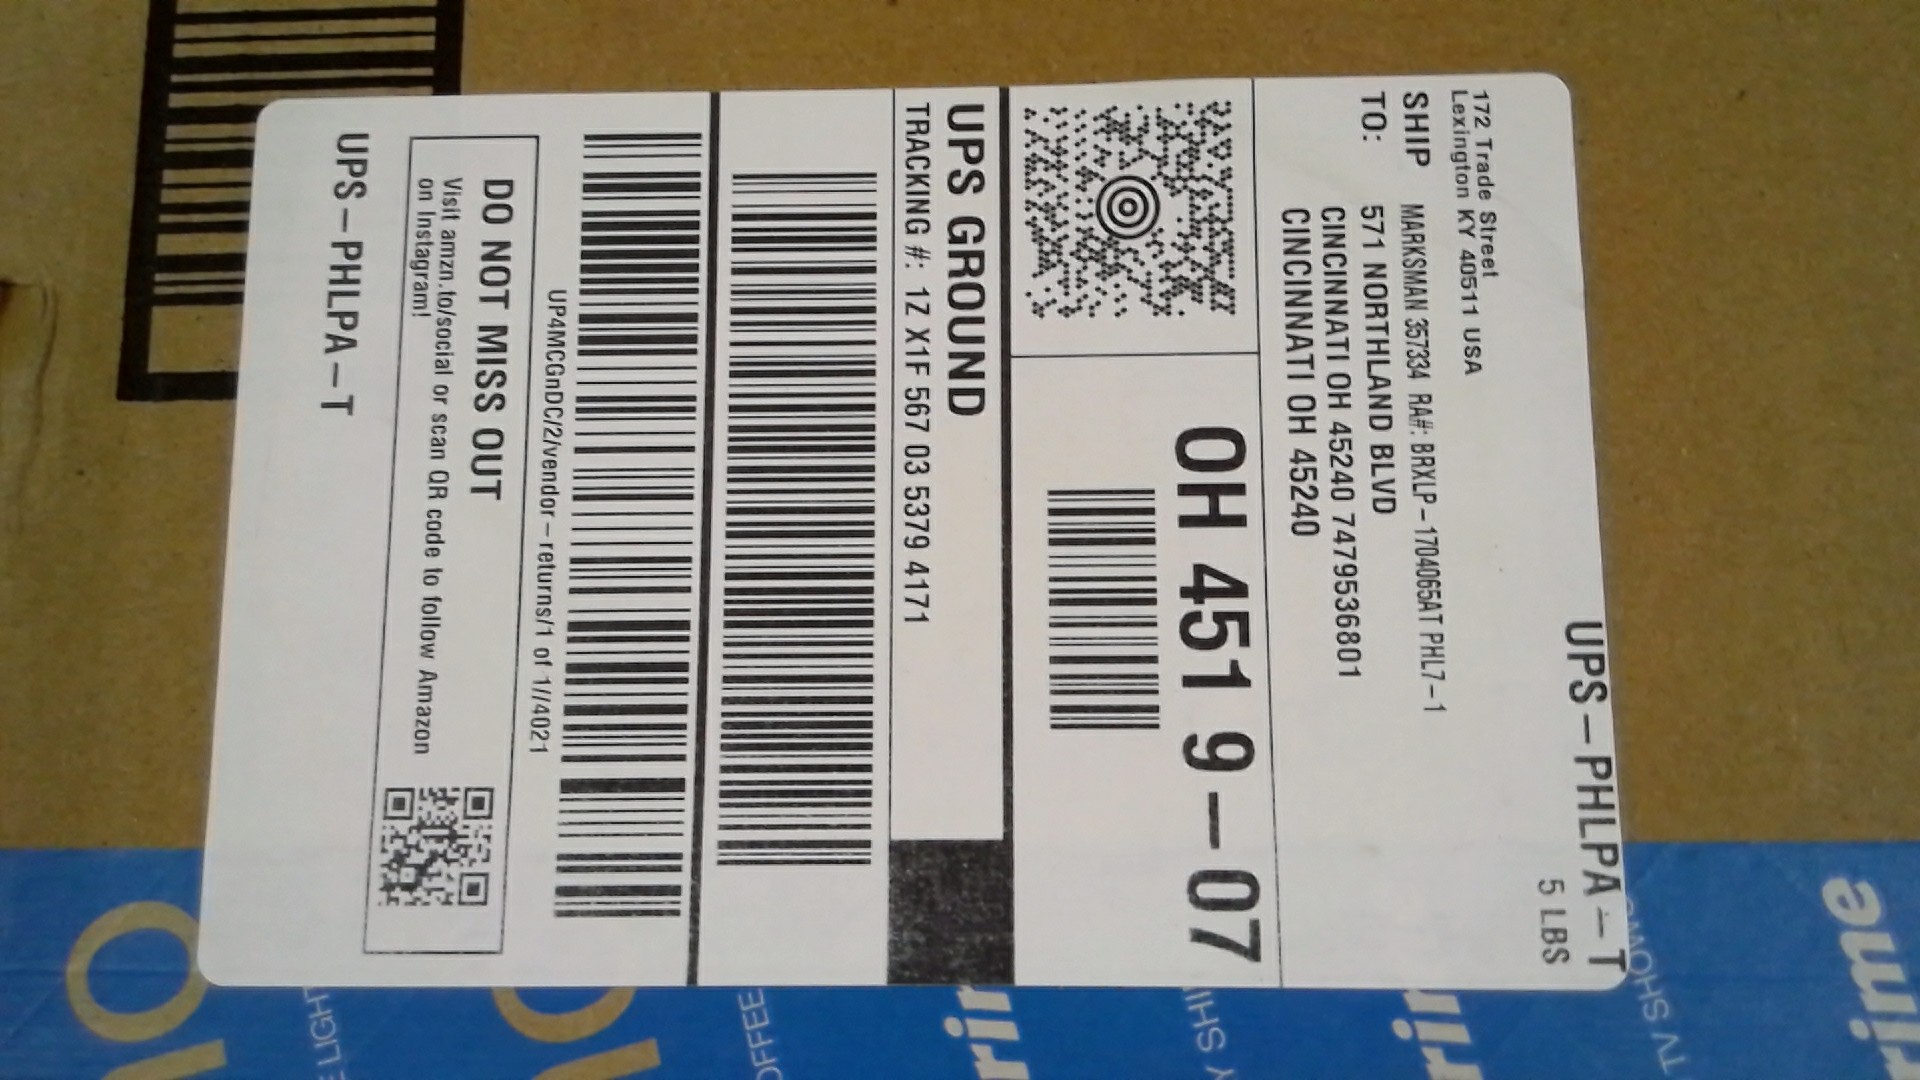 UPS-PHLPA-T
5 LBS
172 Trade Street
Lexington KY 40511 USA
SHIP
TO:
MARKSMAN 357334 RA#: BRXLP-1704065AT PHL7-1
571 NORTHLAND BLVD
CINCINNATI OH 45240 7479536801
CINCINNATI OH 45240
OH 451 9-07
UPS GROUND
TRACKING #: 1Z X1F 567 03 5379 4171
UP4MCGnDC/2/vendor-returns/1 of 1//4021
DO NOT MISS OUT
Visit amzn.to/social or scan QR code to follow Amazon
on Instagram!
UPS-PHLPA-T
TV SHOWS